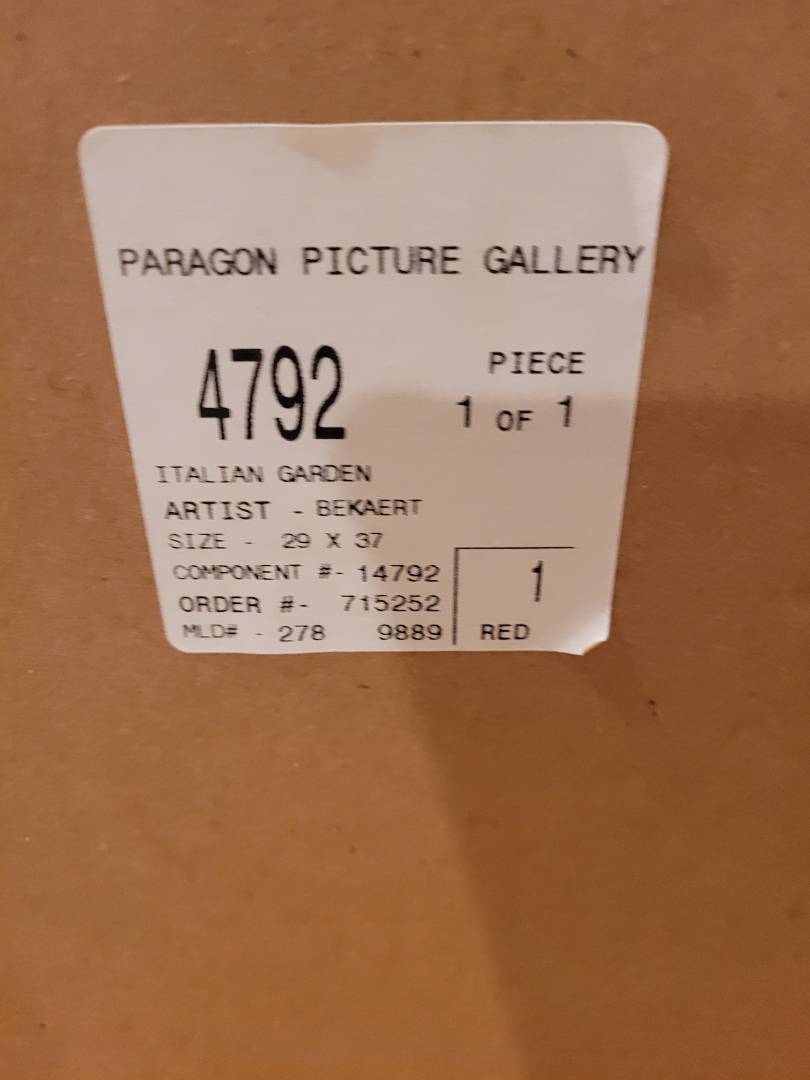 PARAGON PICTURE GALLERY
4792
PIECE
1 OF 1
ITALIAN GARDEN
ARTIST - BEKAERT
SIZE - 29 X 37
COMPONENT #- 14792
ORDER #- 715252
MLD# - 278 9889
1
RED